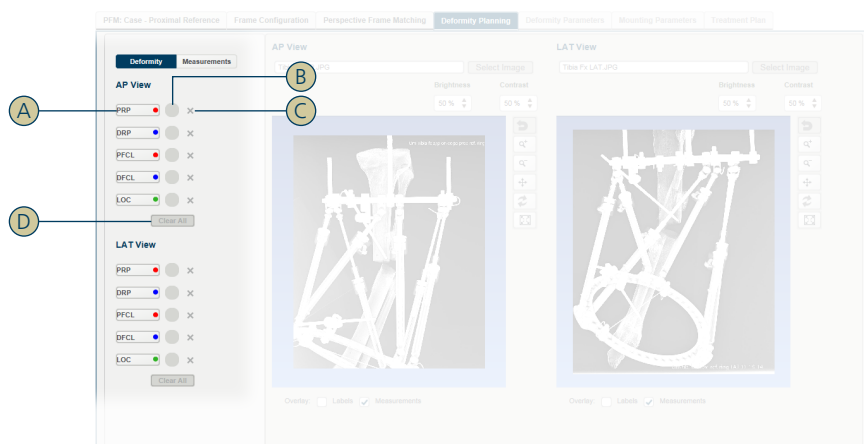 PFM: Case - Proximal Reference Frame Configuration Perspective Frame Matching Deformity Planning Deformity Parameters Mounting Parameters Treatment Plan
AP View
LAT View
Deformity Measurements
Select Image
Tibia Fx LAT.JPG Select Image
AP View
Brightness Contrast
Brightness Contrast
50 % 50 %
50 % 50 %
A
B
C
D
PRP
DRP
PFCL
DFCL
LOC
Clear All
LAT View
PRP
DRP
PFCL
DFCL
LOC
Clear All
Overlay: Labels Measurements
Overlay: Labels Measurements